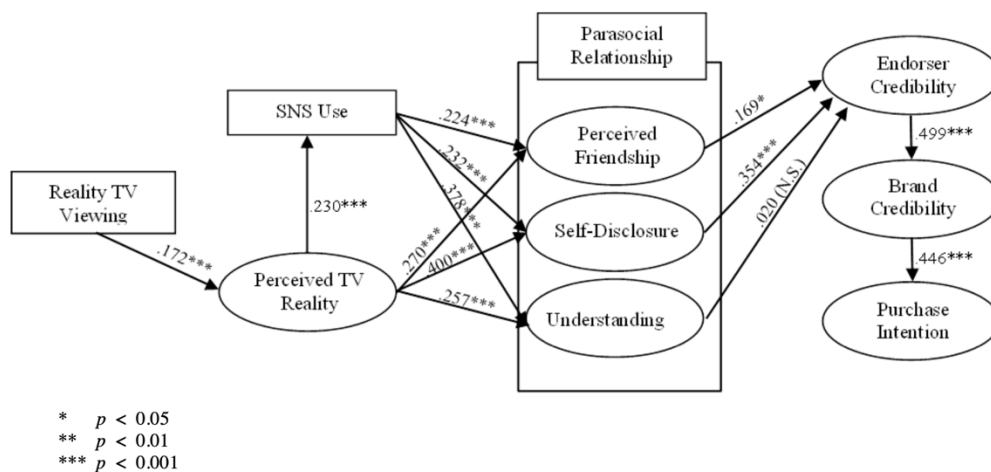 Parasocial
Relationship
Endorser
Credibility
SNS Use
.224***
.169*
.499***
Perceived
Friendship
.232***
.354***
Reality TV
Viewing
.378***
.020 (N.S.)
Brand
Credibility
.230***
Self-Disclosure
.172***
.270***
.400***
.446***
Perceived TV
Reality
.257***
Understanding
Purchase
Intention
* p < 0.05
** p < 0.01
*** p < 0.001